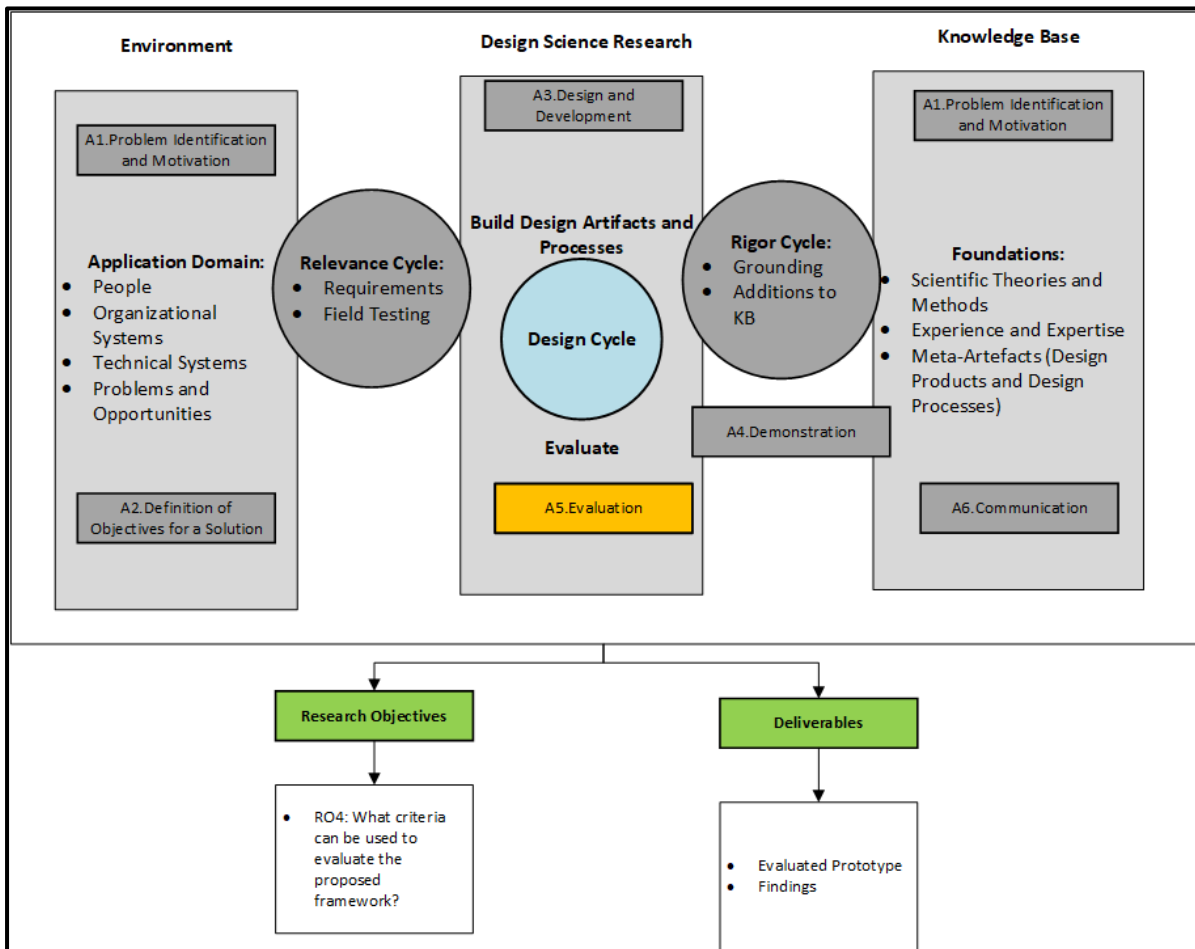 Environment
Design Science Research
Knowledge Base
A1.Problem Identification
and Motivation
Application Domain:
• People
• Organizational
Systems
• Technical Systems
• Problems and
Opportunities
A2.Definition of
Objectives for a Solution
Relevance Cycle:
• Requirements
• Field Testing
A3.Design and
Development
Build Design Artifacts and
Processes
Design Cycle
Evaluate
A5.Evaluation
Rigor Cycle:
• Grounding
• Additions to
KB
A4.Demonstration
A1.Problem Identification
and Motivation
Foundations:
• Scientific Theories and
Methods
• Experience and Expertise
• Meta-Artefacts (Design
Products and Design
Processes)
A6.Communication
Research Objectives
• RO4: What criteria
can be used to
evaluate the
proposed
framework?
Deliverables
• Evaluated Prototype
• Findings